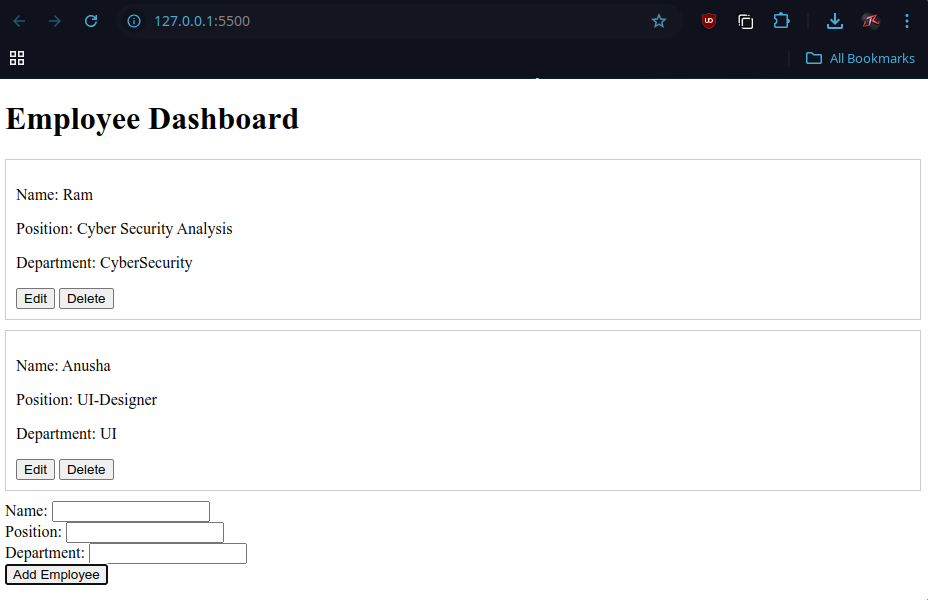 127.0.0.1:5500
All Bookmarks
Employee Dashboard
Name: Ram
Position: Cyber Security Analysis
Department: CyberSecurity
Edit Delete
Name: Anusha
Position: UI-Designer
Department: UI
Edit Delete
Name:
Position:
Department:
Add Employee